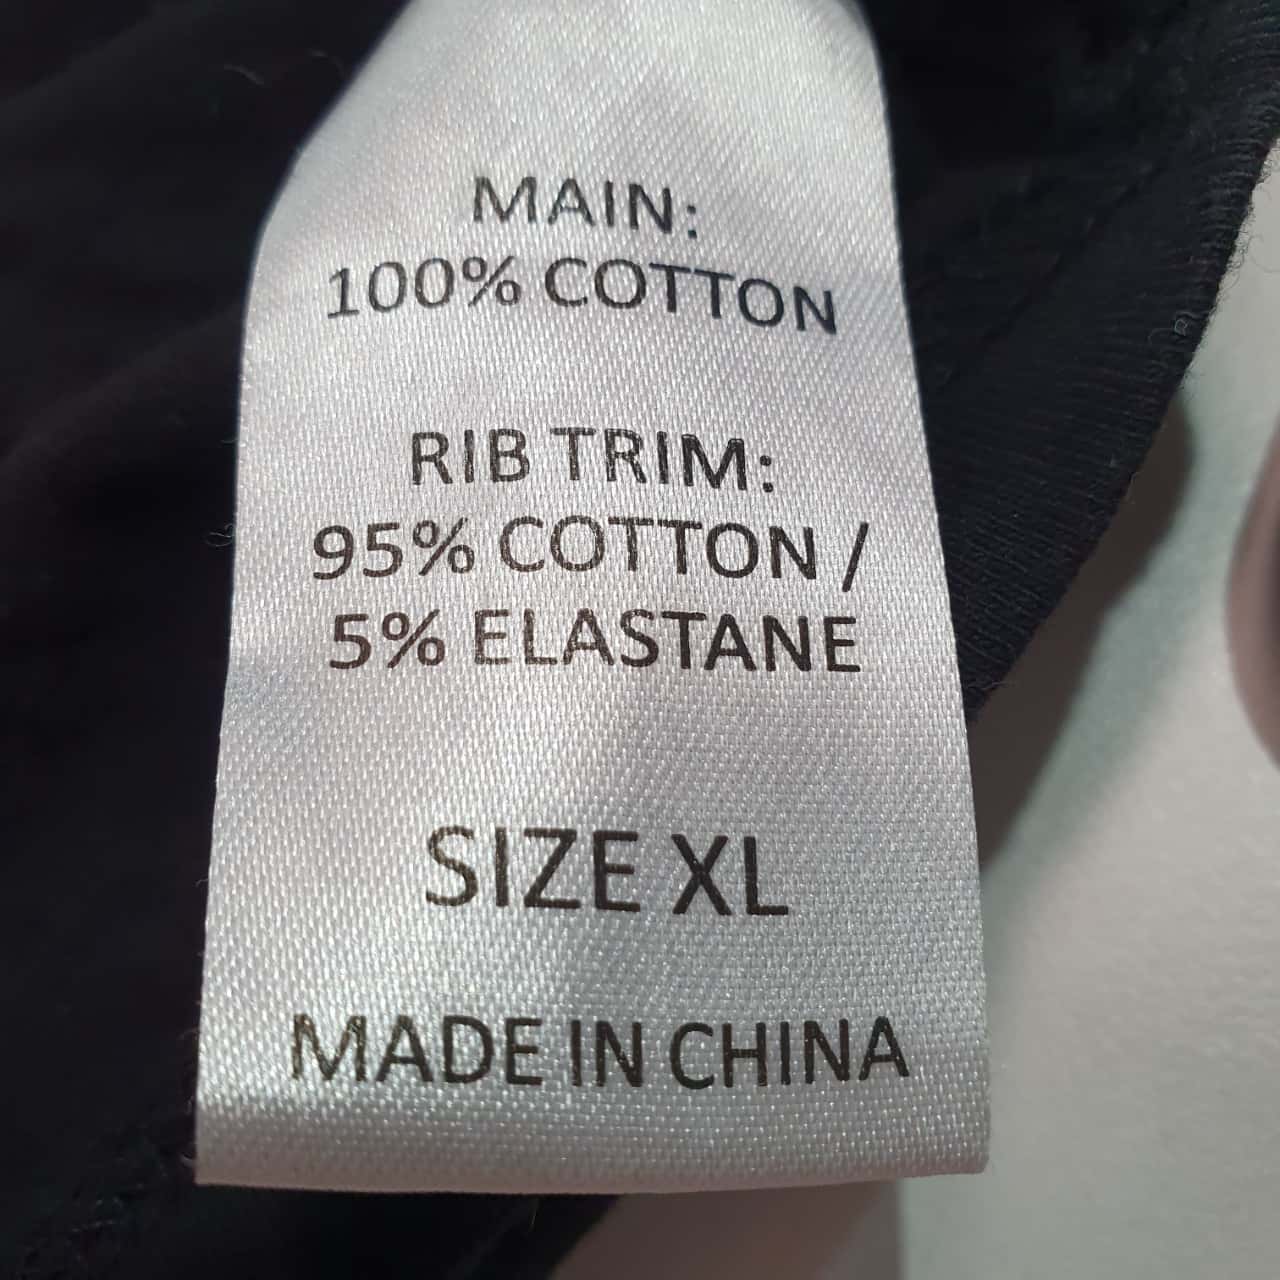 MAIN:
100% COTTON
RIB TRIM:
95% COTTON /
5% ELASTANE
SIZE XL
MADE IN CHINA